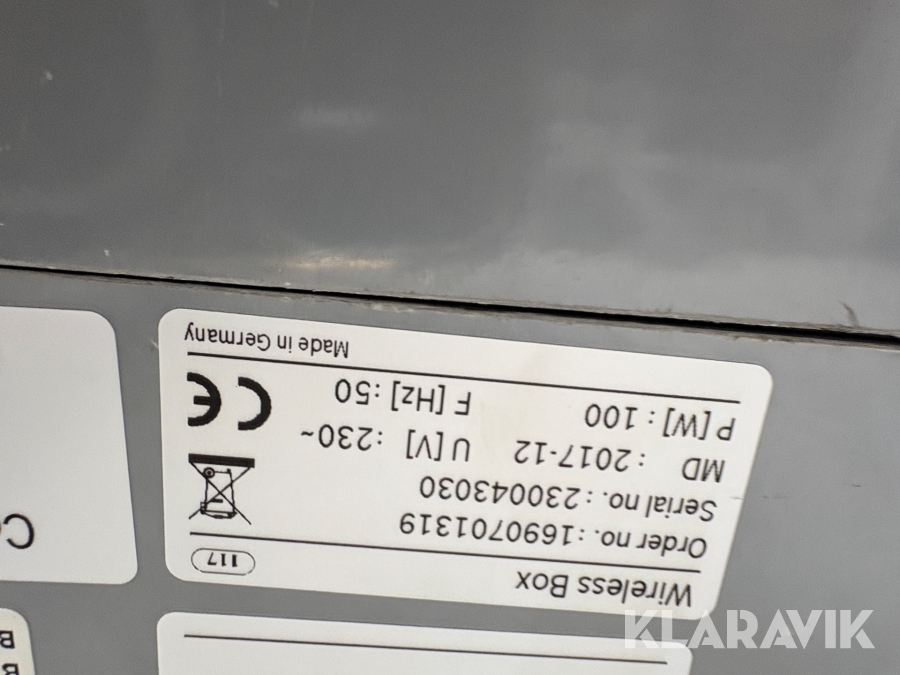 Wireless Box
117
Order no. : 1690701319
Serial no. : 230043030
MD : 2017-12 U [V] : 230~
P [W] : 100 F [Hz] : 50
CE
Made in Germany
B
B
KLARAVIK